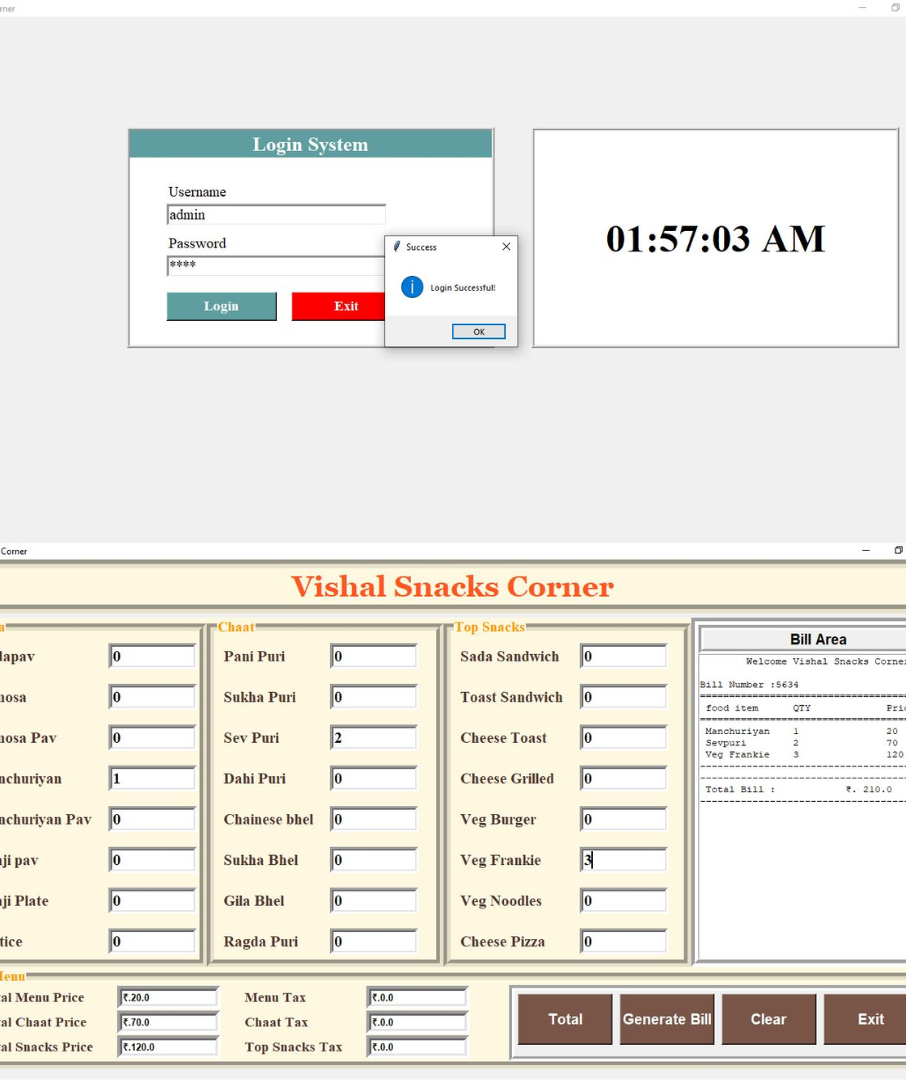 rner
Login System
Username
admin
Password
****
Login
Exit
Success
Login Successful!
OK
01:57:03 AM
Corner
Vishal Snacks Corner
n
lapav 0
nosa 0
nosa Pav 0
nchuriyan 1
nchuriyan Pav 0
ji pav 0
ji Plate 0
tice 0
Chaat
Pani Puri 0
Sukha Puri 0
Sev Puri 2
Dahi Puri 0
Chainese bhel 0
Sukha Bhel 0
Gila Bhel 0
Ragda Puri 0
Top Snacks
Sada Sandwich 0
Toast Sandwich 0
Cheese Toast 0
Cheese Grilled 0
Veg Burger 0
Veg Frankie 3
Veg Noodles 0
Cheese Pizza 0
Bill Area
Welcome Vishal Snacks Corner
Bill Number :5634
======================================
food item QTY Pric
======================================
Manchuriyan 1 20
Sevpuri 2 70
Veg Frankie 3 120
--------------------------------------
--------------------------------------
Total Bill : ₹. 210.0
--------------------------------------
Menu
al Menu Price ₹.20.0 Menu Tax ₹.0.0
al Chaat Price ₹.70.0 Chaat Tax ₹.0.0
al Snacks Price ₹.120.0 Top Snacks Tax ₹.0.0
Total
Generate Bill
Clear
Exit